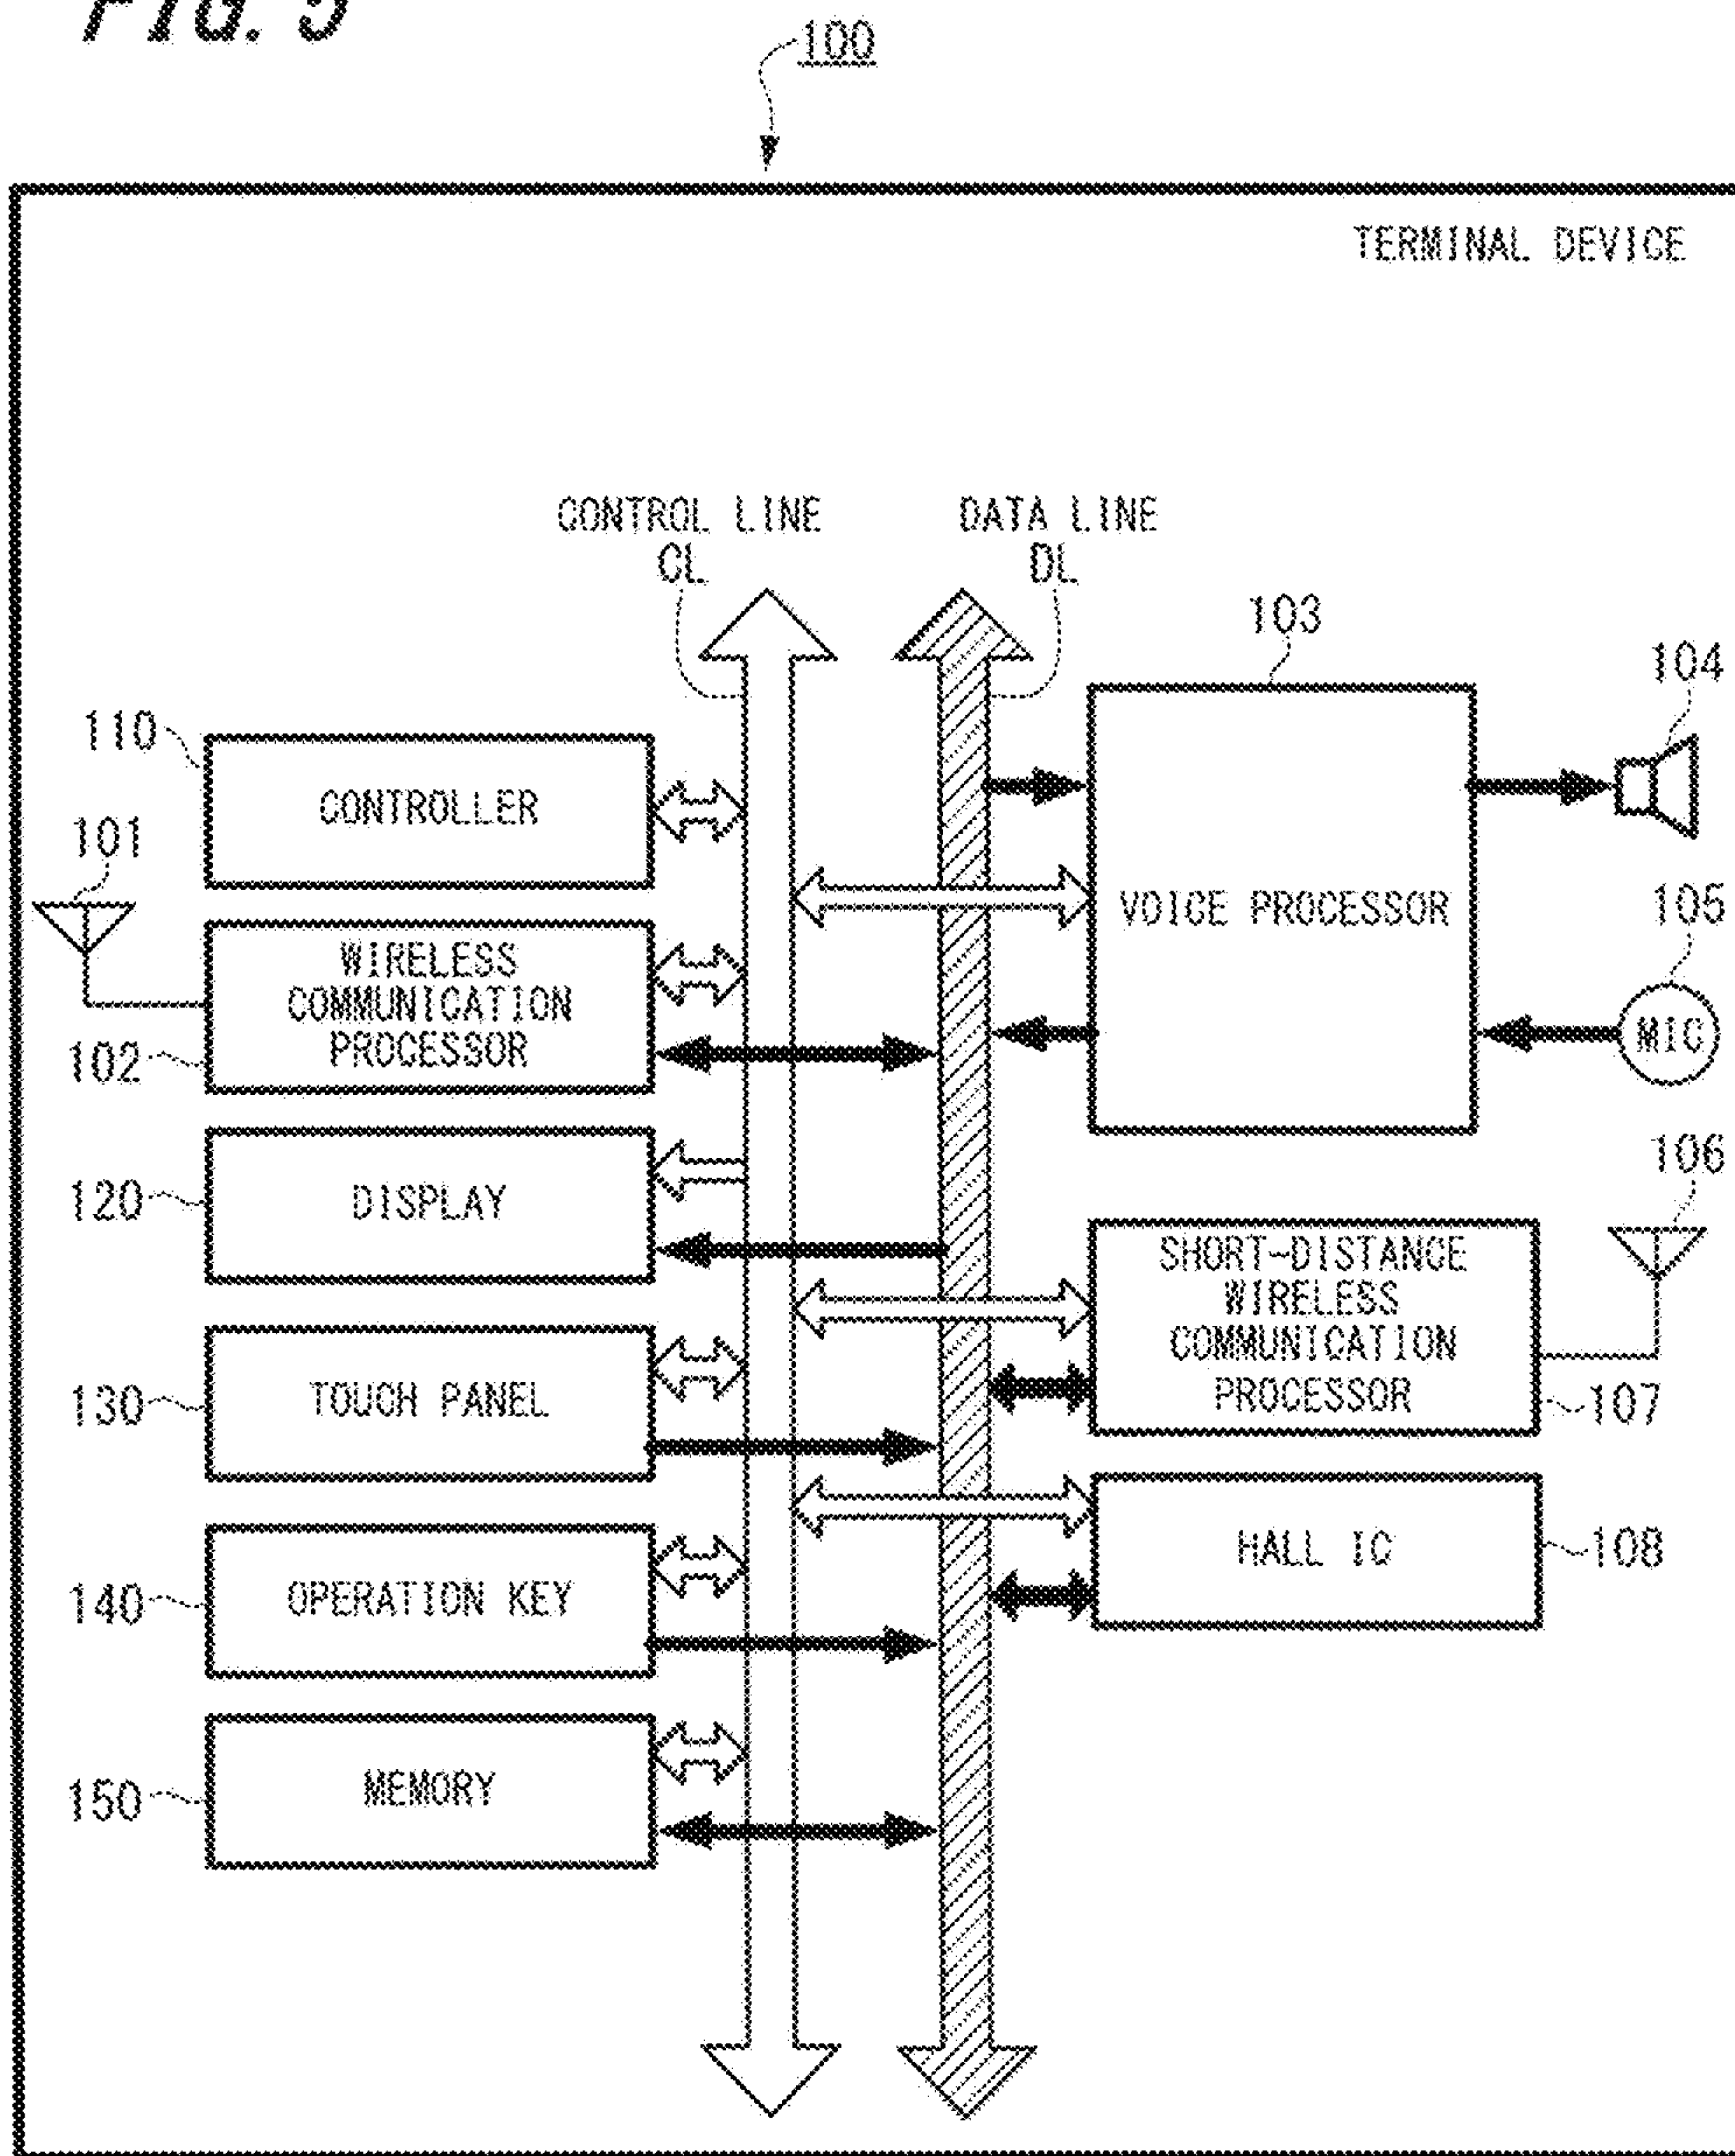 FIG. 5
100
TERMINAL DEVICE
CONTROL LINE
CL
DATA LINE
DL
103
104
110
CONTROLLER
101
VOICE PROCESSOR
105
WIRELESS
COMMUNICATION
PROCESSOR
102
MIC
106
120
DISPLAY
SHORT-DISTANCE
WIRELESS
COMMUNICATION
PROCESSOR
107
130
TOUCH PANEL
HALL IC
108
140
OPERATION KEY
150
MEMORY